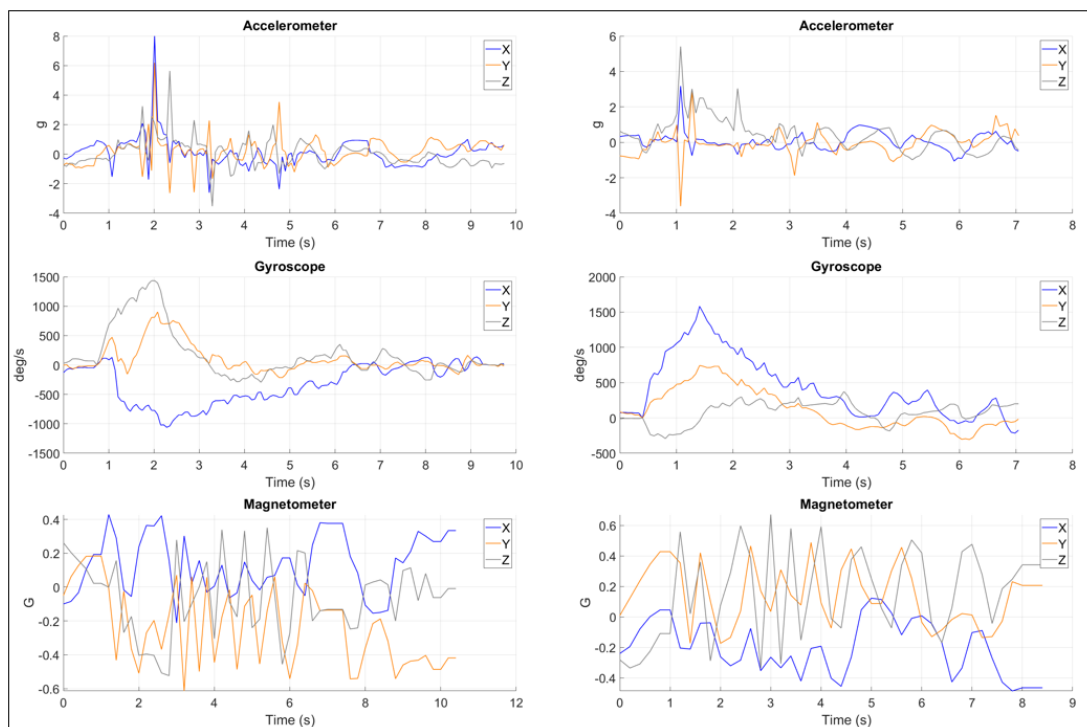 Accelerometer
8
6
4
2
0
-2
-4
g
0 1 2 3 4 5 6 7 8 9 10
Time (s)
X
Y
Z
Accelerometer
6
4
2
0
-2
-4
g
0 1 2 3 4 5 6 7 8
Time (s)
X
Y
Z
Gyroscope
1500
1000
500
0
-500
-1000
-1500
deg/s
0 1 2 3 4 5 6 7 8 9 10
Time (s)
X
Y
Z
Gyroscope
2000
1500
1000
500
0
-500
deg/s
0 1 2 3 4 5 6 7 8
Time (s)
X
Y
Z
Magnetometer
0.4
0.2
0
-0.2
-0.4
-0.6
G
0 2 4 6 8 10 12
Time (s)
X
Y
Z
Magnetometer
0.6
0.4
0.2
0
-0.2
-0.4
G
0 1 2 3 4 5 6 7 8 9
Time (s)
X
Y
Z